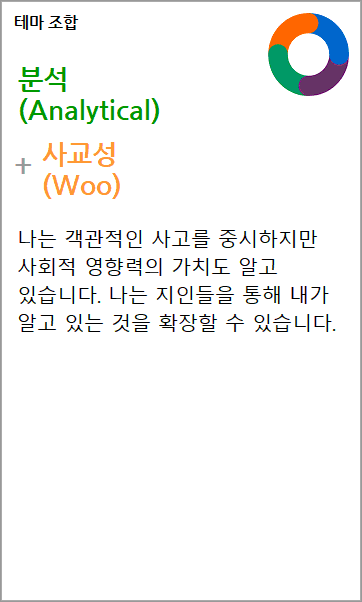 테마 조합
분석
(Analytical)
+ 사교성
(Woo)
나는 객관적인 사고를 중시하지만
사회적 영향력의 가치도 알고
있습니다. 나는 지인들을 통해 내가
알고 있는 것을 확장할 수 있습니다.